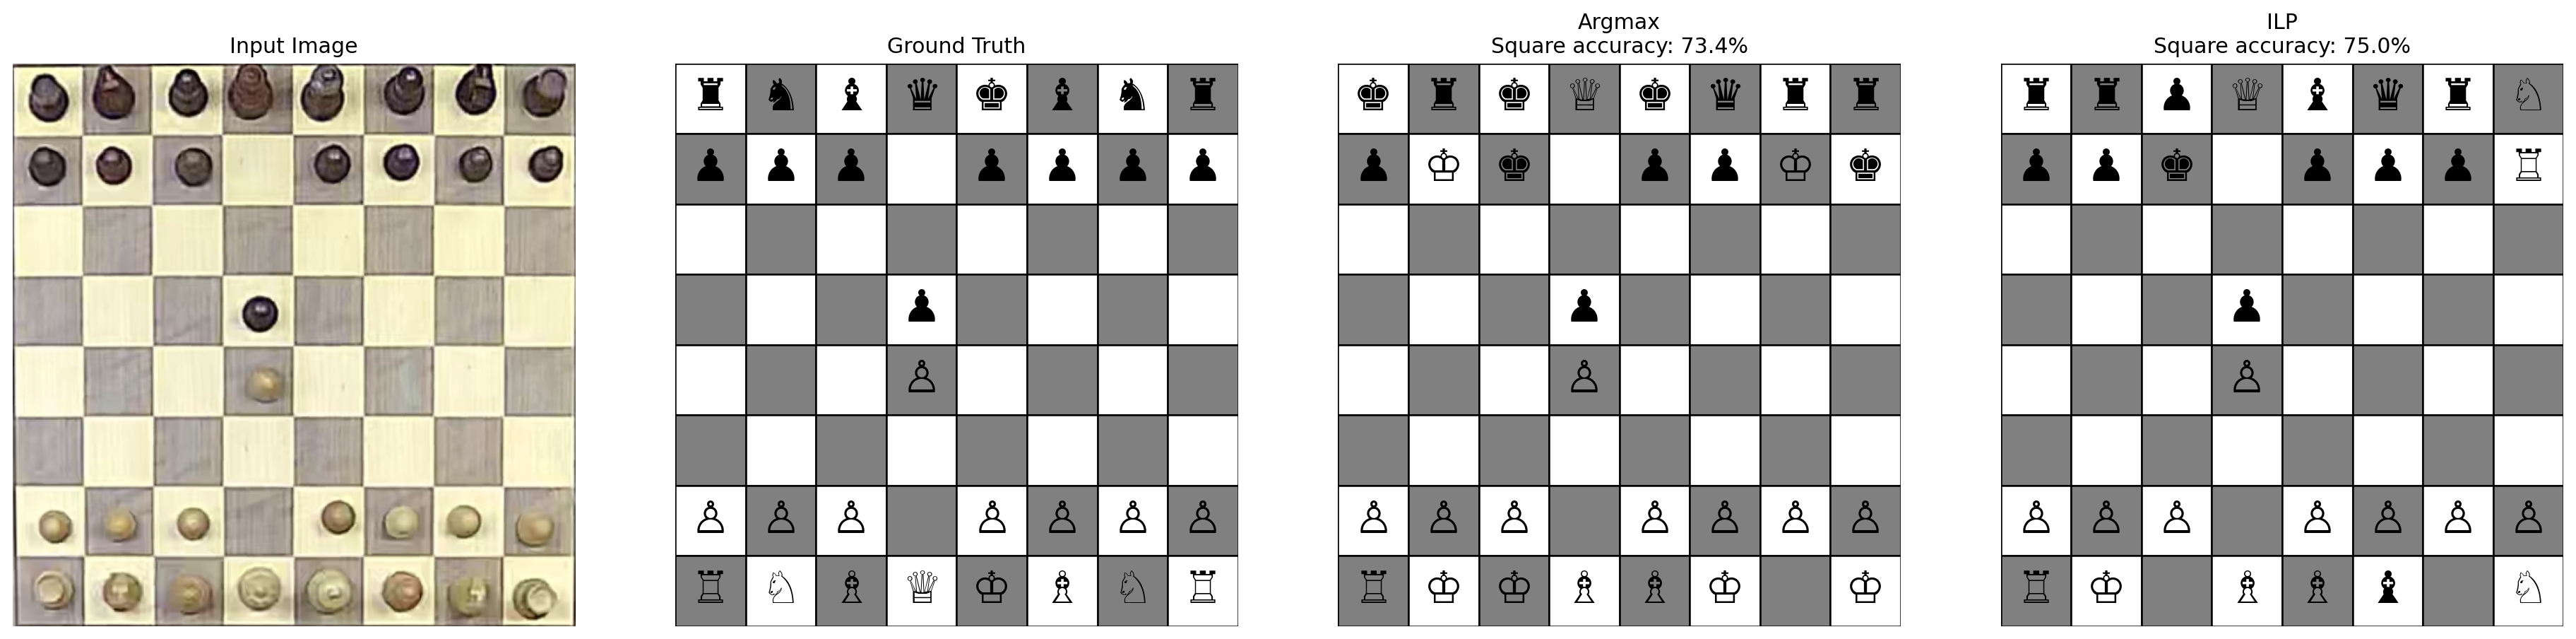 Input Image
Ground Truth
Argmax
Square accuracy: 73.4%
ILP
Square accuracy: 75.0%